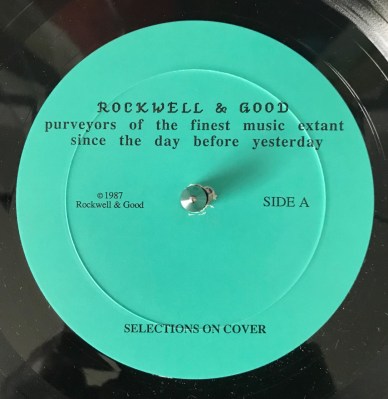 ROCKWELL & GOOD
purveyors of the finest music extant
since the day before yesterday
©1987
Rockwell & Good
SIDE A
SELECTIONS ON COVER